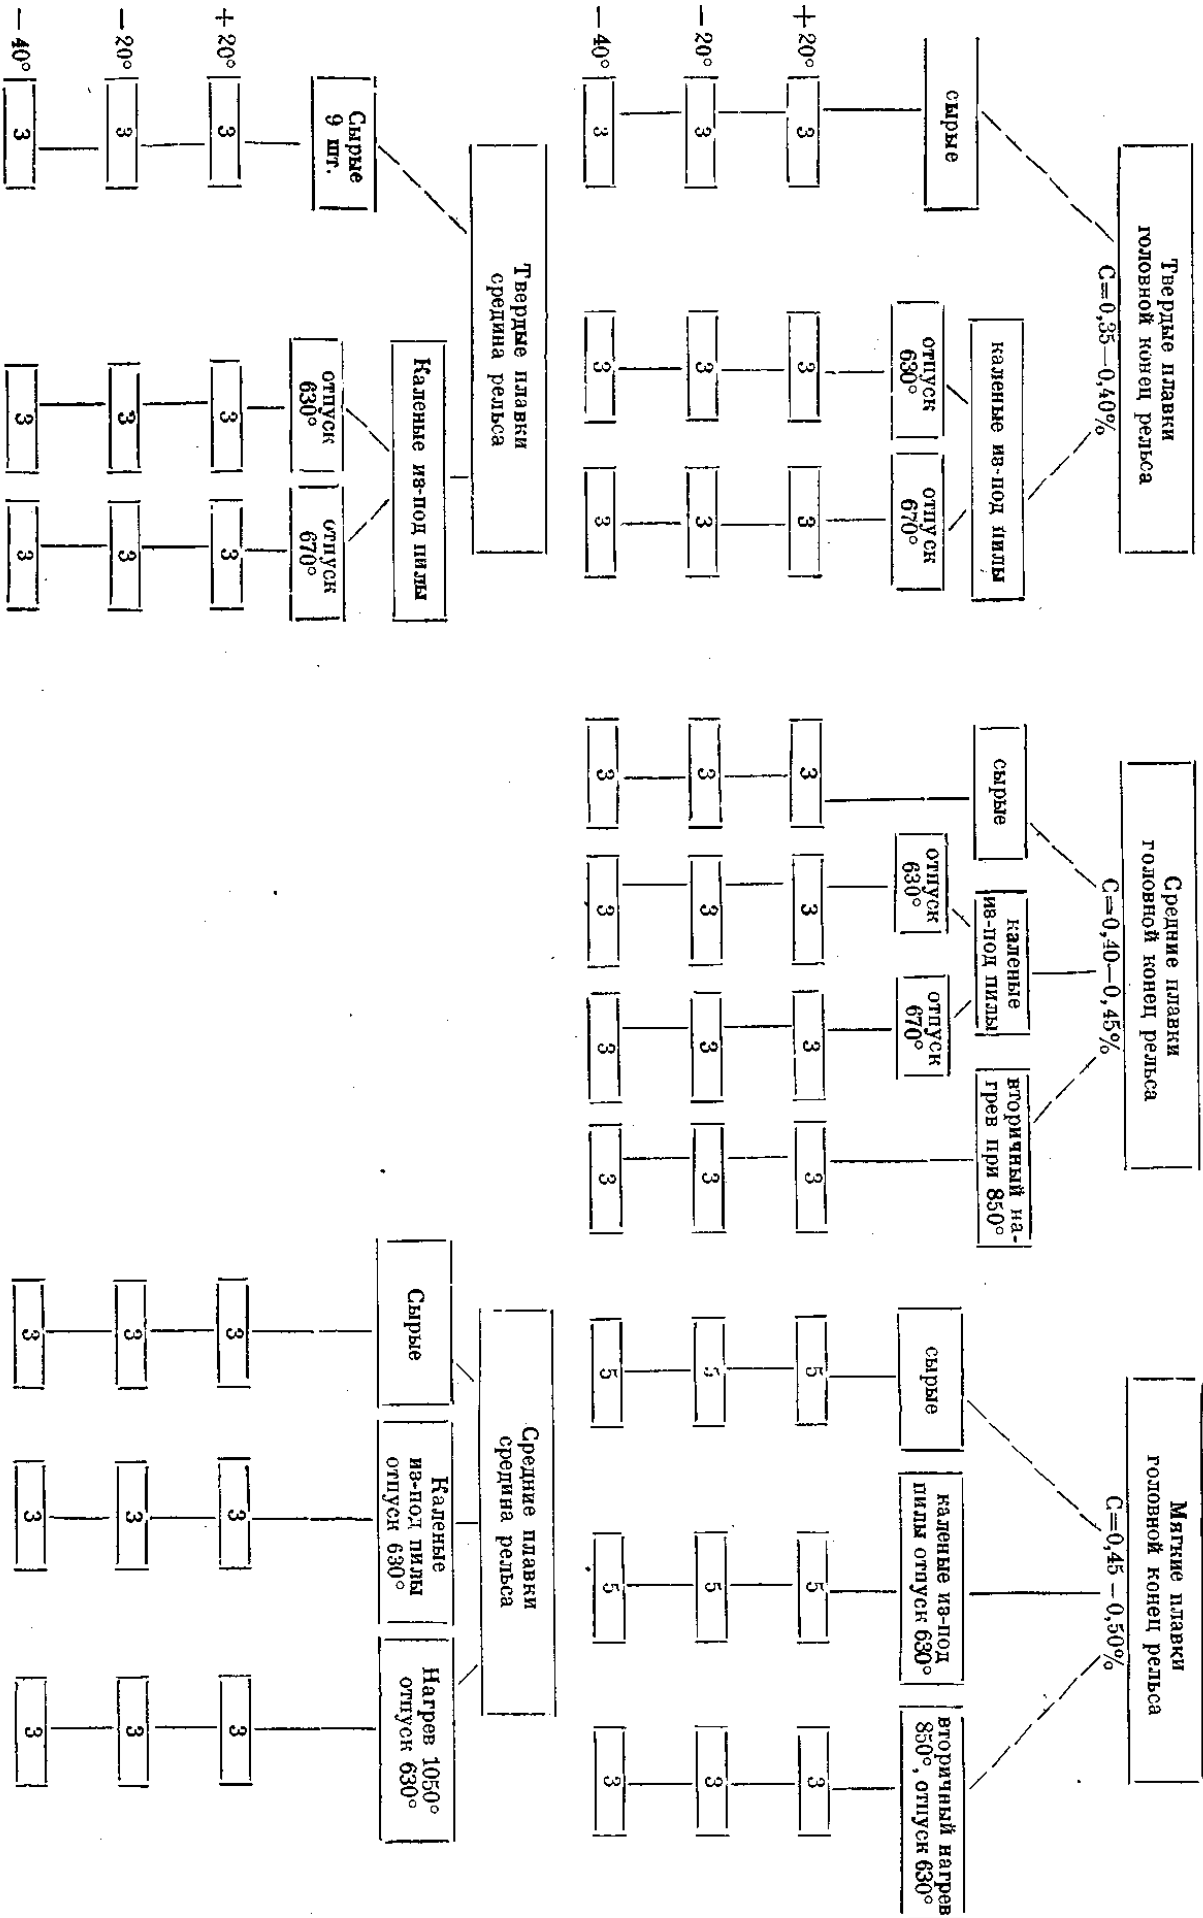 Твердые плавки
головной конец рельса
С=0,35—0,40%
сырые
каленые из-под пилы
отпуск
630°
отпуск
670°
+20°
3
3
3
—20°
3
3
3
—40°
3
3
3
Средние плавки
головной конец рельса
С=0,40—0,45%
сырые
каленые
из-под пилы
вторичный на-
грев при 850°
отпуск
630°
отпуск
670°
3
3
3
3
3
3
3
3
3
3
3
3
Мягкие плавки
головной конец рельса
С=0,45—0,50%
сырые
каленые из-под
пилы отпуск 630°
вторичный нагрев
850°, отпуск 630°
5
5
3
5
5
3
5
5
3
Твердые плавки
средина рельса
Сырые
9 шт.
Каленые из-под пилы
отпуск
630°
отпуск
670°
+20°
3
3
3
—20°
3
3
3
—40°
3
3
3
Средние плавки
средина рельса
Сырые
Каленые
из-под пилы
отпуск 630°
Нагрев 1050°
отпуск 630°
3
3
3
3
3
3
3
3
3